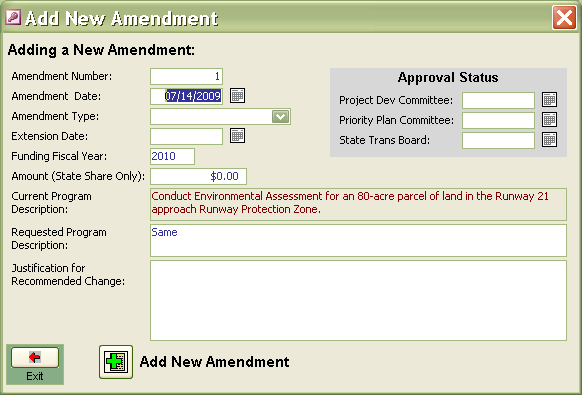 Add New Amendment
Adding a New Amendment:
Amendment Number: 1
Amendment Date: 07/14/2009
Amendment Type:
Extension Date:
Funding Fiscal Year: 2010
Amount (State Share Only): $0.00
Approval Status
Project Dev Committee:
Priority Plan Committee:
State Trans Board:
Current Program
Description:
Conduct Environmental Assessment for an 80-acre parcel of land in the Runway 21
approach Runway Protection Zone.
Requested Program
Description:
Same
Justification for
Recommended Change:
Exit
Add New Amendment